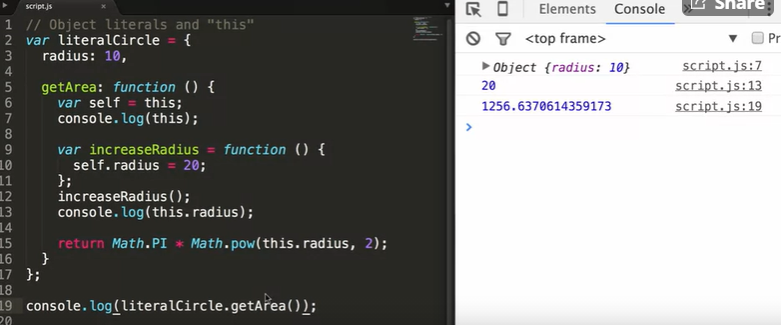 script.js ×
1 // Object literals and "this"
2 var literalCircle = {
3 radius: 10,
4
5 getArea: function () {
6 var self = this;
7 console.log(this);
8
9 var increaseRadius = function () {
10 self.radius = 20;
11 };
12 increaseRadius();
13 console.log(this.radius);
14
15 return Math.PI * Math.pow(this.radius, 2);
16 }
17 };
18
19 console.log(literalCircle.getArea());
20
Elements Console » Share
<top frame> ▼ Pr
▶ Object {radius: 10} script.js:7
20 script.js:13
1256.6370614359173 script.js:19
>